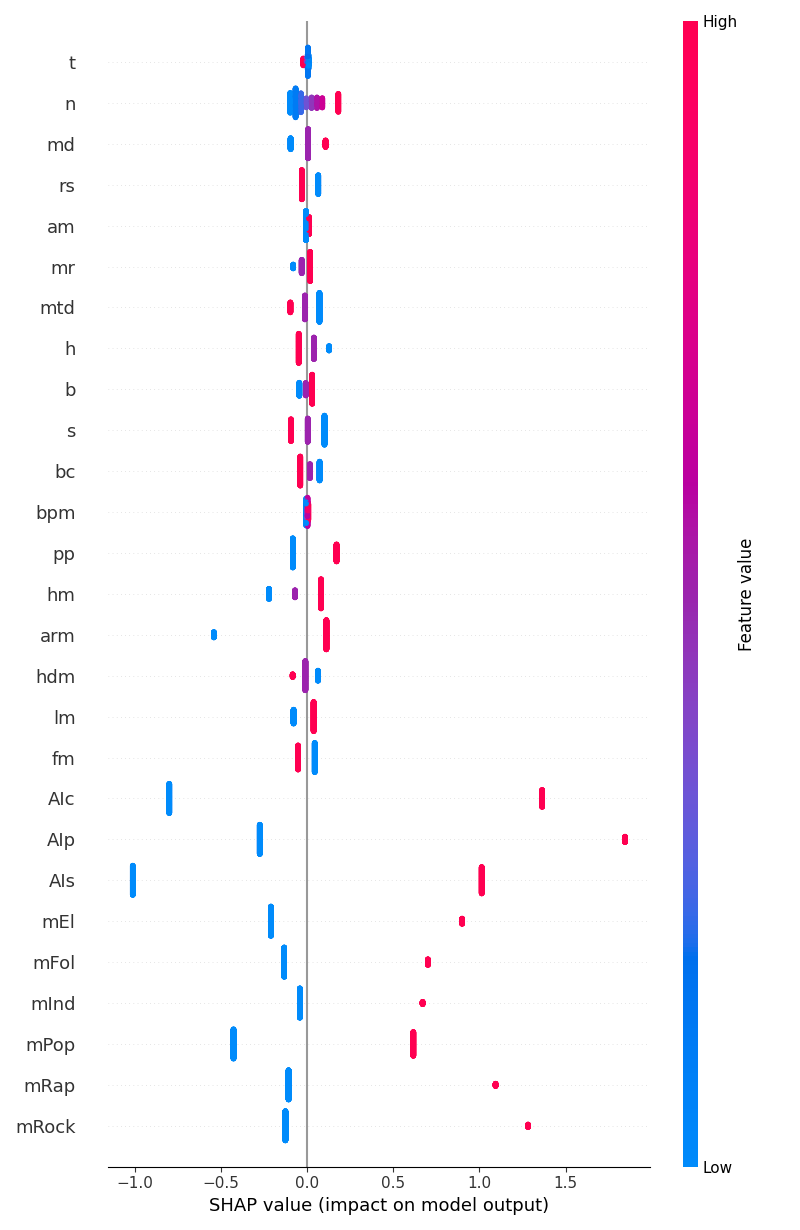 High
t
n
md
rs
am
mr
mtd
h
b
s
bc
bpm
pp
hm
arm
hdm
lm
fm
AIc
AIp
AIs
mEl
mFol
mInd
mPop
mRap
mRock
Feature value
Low
−1.0 −0.5 0.0 0.5 1.0 1.5
SHAP value (impact on model output)